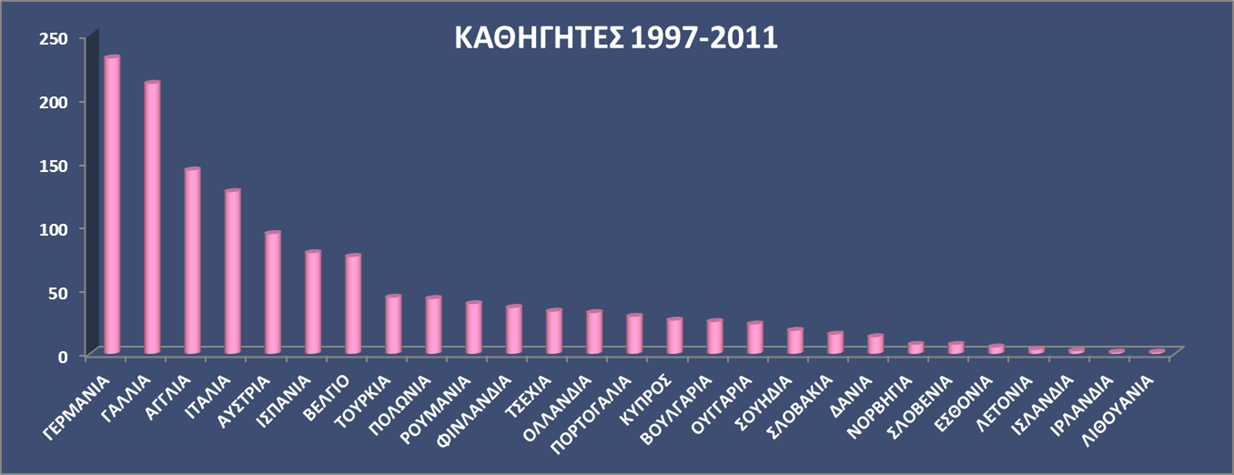 ΚΑΘΗΓΗΤΕΣ 1997-2011
250
200
150
100
50
0
ΓΕΡΜΑΝΙΑ
ΓΑΛΛΙΑ
ΑΓΓΛΙΑ
ΙΤΑΛΙΑ
ΑΥΣΤΡΙΑ
ΙΣΠΑΝΙΑ
ΒΕΛΓΙΟ
ΤΟΥΡΚΙΑ
ΠΟΛΩΝΙΑ
ΡΟΥΜΑΝΙΑ
ΦΙΝΛΑΝΔΙΑ
ΤΣΕΧΙΑ
ΟΛΛΑΝΔΙΑ
ΠΟΡΤΟΓΑΛΙΑ
ΚΥΠΡΟΣ
ΒΟΥΛΓΑΡΙΑ
ΟΥΓΓΑΡΙΑ
ΣΟΥΗΔΙΑ
ΣΛΟΒΑΚΙΑ
ΔΑΝΙΑ
ΝΟΡΒΗΓΙΑ
ΣΛΟΒΕΝΙΑ
ΕΣΘΟΝΙΑ
ΛΕΤΟΝΙΑ
ΙΣΛΑΝΔΙΑ
ΙΡΛΑΝΔΙΑ
ΛΙΘΟΥΑΝΙΑ